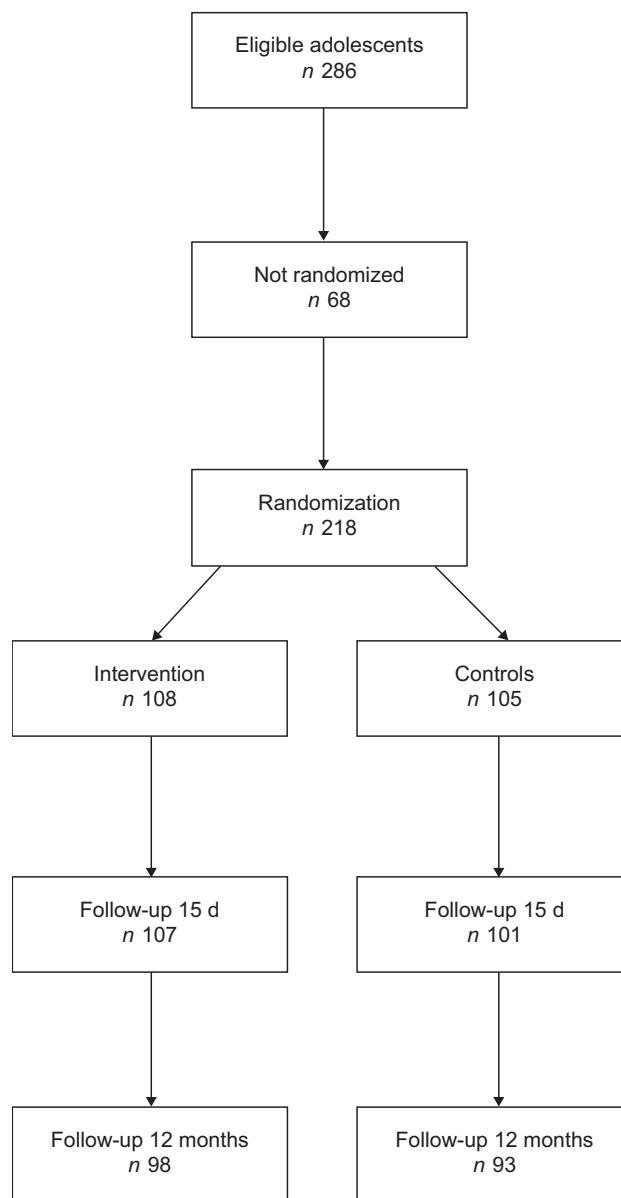 Eligible adolescents
n 286
Not randomized
n 68
Randomization
n 218
Intervention
n 108
Controls
n 105
Follow-up 15 d
n 107
Follow-up 15 d
n 101
Follow-up 12 months
n 98
Follow-up 12 months
n 93